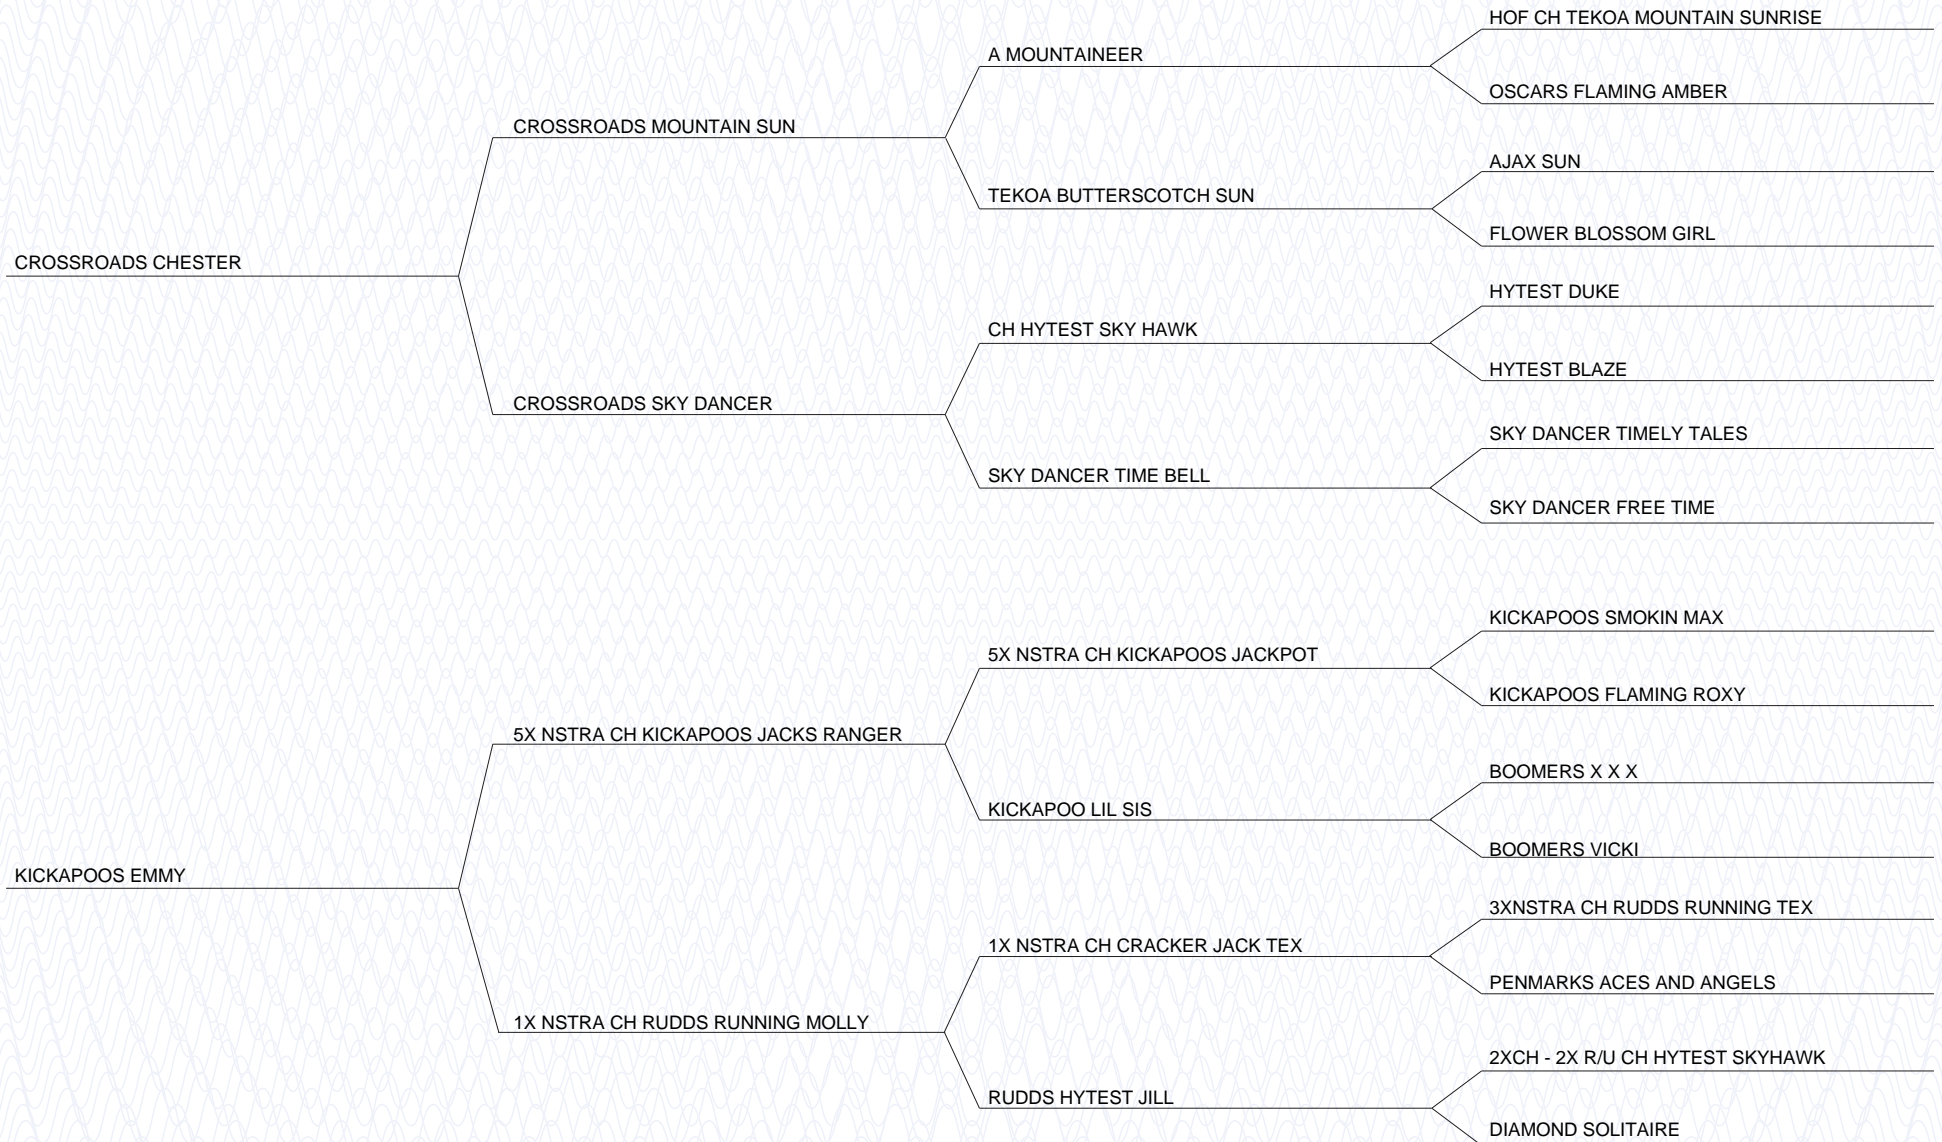 HOF CH TEKOA MOUNTAIN SUNRISE
A MOUNTAINEER
OSCARS FLAMING AMBER
CROSSROADS MOUNTAIN SUN
AJAX SUN
TEKOA BUTTERSCOTCH SUN
FLOWER BLOSSOM GIRL
CROSSROADS CHESTER
HYTEST DUKE
CH HYTEST SKY HAWK
HYTEST BLAZE
CROSSROADS SKY DANCER
SKY DANCER TIMELY TALES
SKY DANCER TIME BELL
SKY DANCER FREE TIME
KICKAPOOS SMOKIN MAX
5X NSTRA CH KICKAPOOS JACKPOT
KICKAPOOS FLAMING ROXY
5X NSTRA CH KICKAPOOS JACKS RANGER
BOOMERS X X X
KICKAPOO LIL SIS
BOOMERS VICKI
KICKAPOOS EMMY
3XNSTRA CH RUDDS RUNNING TEX
1X NSTRA CH CRACKER JACK TEX
PENMARKS ACES AND ANGELS
1X NSTRA CH RUDDS RUNNING MOLLY
2XCH - 2X R/U CH HYTEST SKYHAWK
RUDDS HYTEST JILL
DIAMOND SOLITAIRE